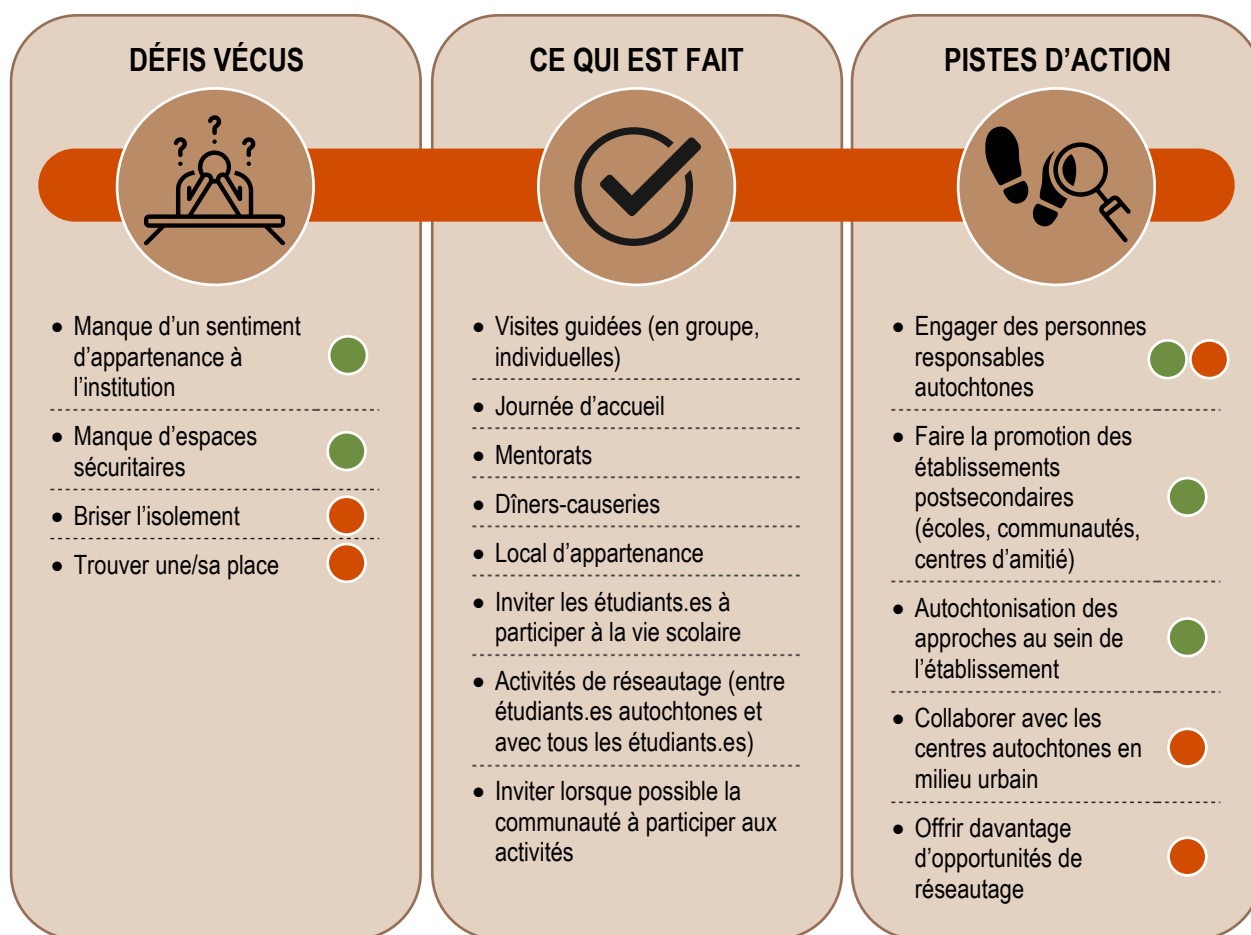 DÉFIS VÉCUS
? ? ?
• Manque d'un sentiment
d'appartenance à
l'institution
• Manque d'espaces
sécuritaires
• Briser l'isolement
• Trouver une/sa place
CE QUI EST FAIT
• Visites guidées (en groupe,
individuelles)
• Journée d'accueil
• Mentorats
• Dîners-causeries
• Local d'appartenance
• Inviter les étudiants.es à
participer à la vie scolaire
• Activités de réseautage (entre
étudiants.es autochtones et
avec tous les étudiants.es)
• Inviter lorsque possible la
communauté à participer aux
activités
PISTES D'ACTION
• Engager des personnes
responsables
autochtones
• Faire la promotion des
établissements
postsecondaires
(écoles, communautés,
centres d'amitié)
• Autochtonisation des
approches au sein de
l'établissement
• Collaborer avec les
centres autochtones en
milieu urbain
• Offrir davantage
d'opportunités de
réseautage